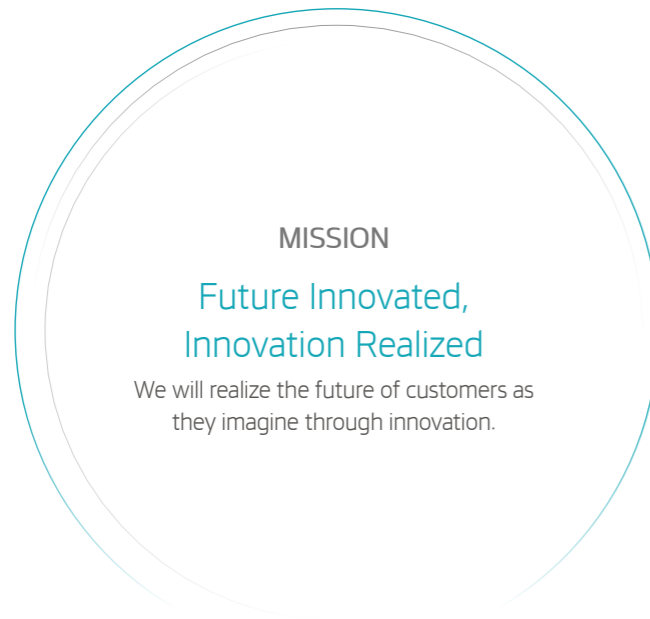 MISSION
Future Innovated,
Innovation Realized
We will realize the future of customers as
they imagine through innovation.